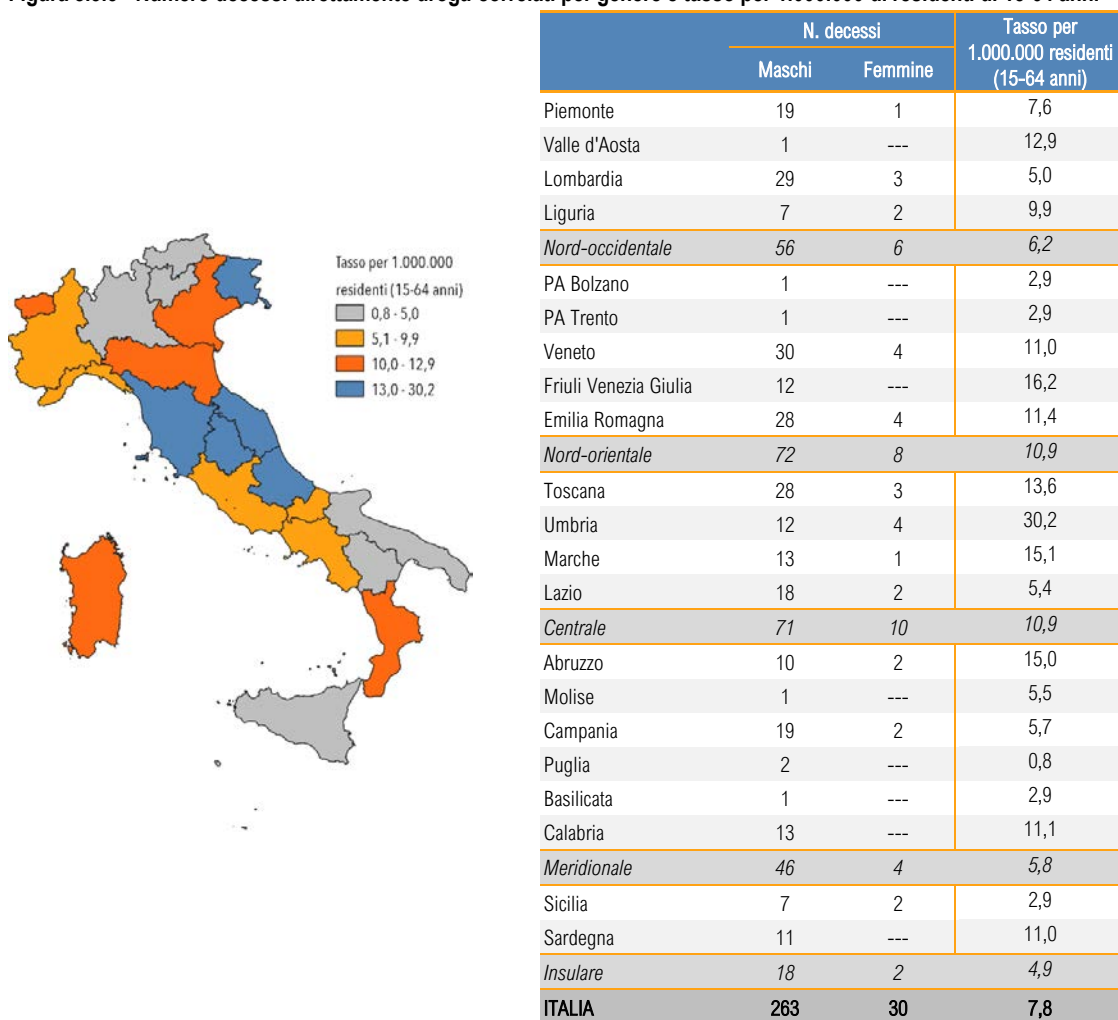 Tasso per 1.000.000
residenti (15-64 anni)
0,8 - 5,0
5,1 - 9,9
10,0 - 12,9
13,0 - 30,2
N. decessi Tasso per
1.000.000 residenti
(15-64 anni)
Maschi Femmine
Piemonte 19 1 7,6
Valle d'Aosta 1 --- 12,9
Lombardia 29 3 5,0
Liguria 7 2 9,9
Nord-occidentale 56 6 6,2
PA Bolzano 1 --- 2,9
PA Trento 1 --- 2,9
Veneto 30 4 11,0
Friuli Venezia Giulia 12 --- 16,2
Emilia Romagna 28 4 11,4
Nord-orientale 72 8 10,9
Toscana 28 3 13,6
Umbria 12 4 30,2
Marche 13 1 15,1
Lazio 18 2 5,4
Centrale 71 10 10,9
Abruzzo 10 2 15,0
Molise 1 --- 5,5
Campania 19 2 5,7
Puglia 2 --- 0,8
Basilicata 1 --- 2,9
Calabria 13 --- 11,1
Meridionale 46 4 5,8
Sicilia 7 2 2,9
Sardegna 11 --- 11,0
Insulare 18 2 4,9
ITALIA 263 30 7,8